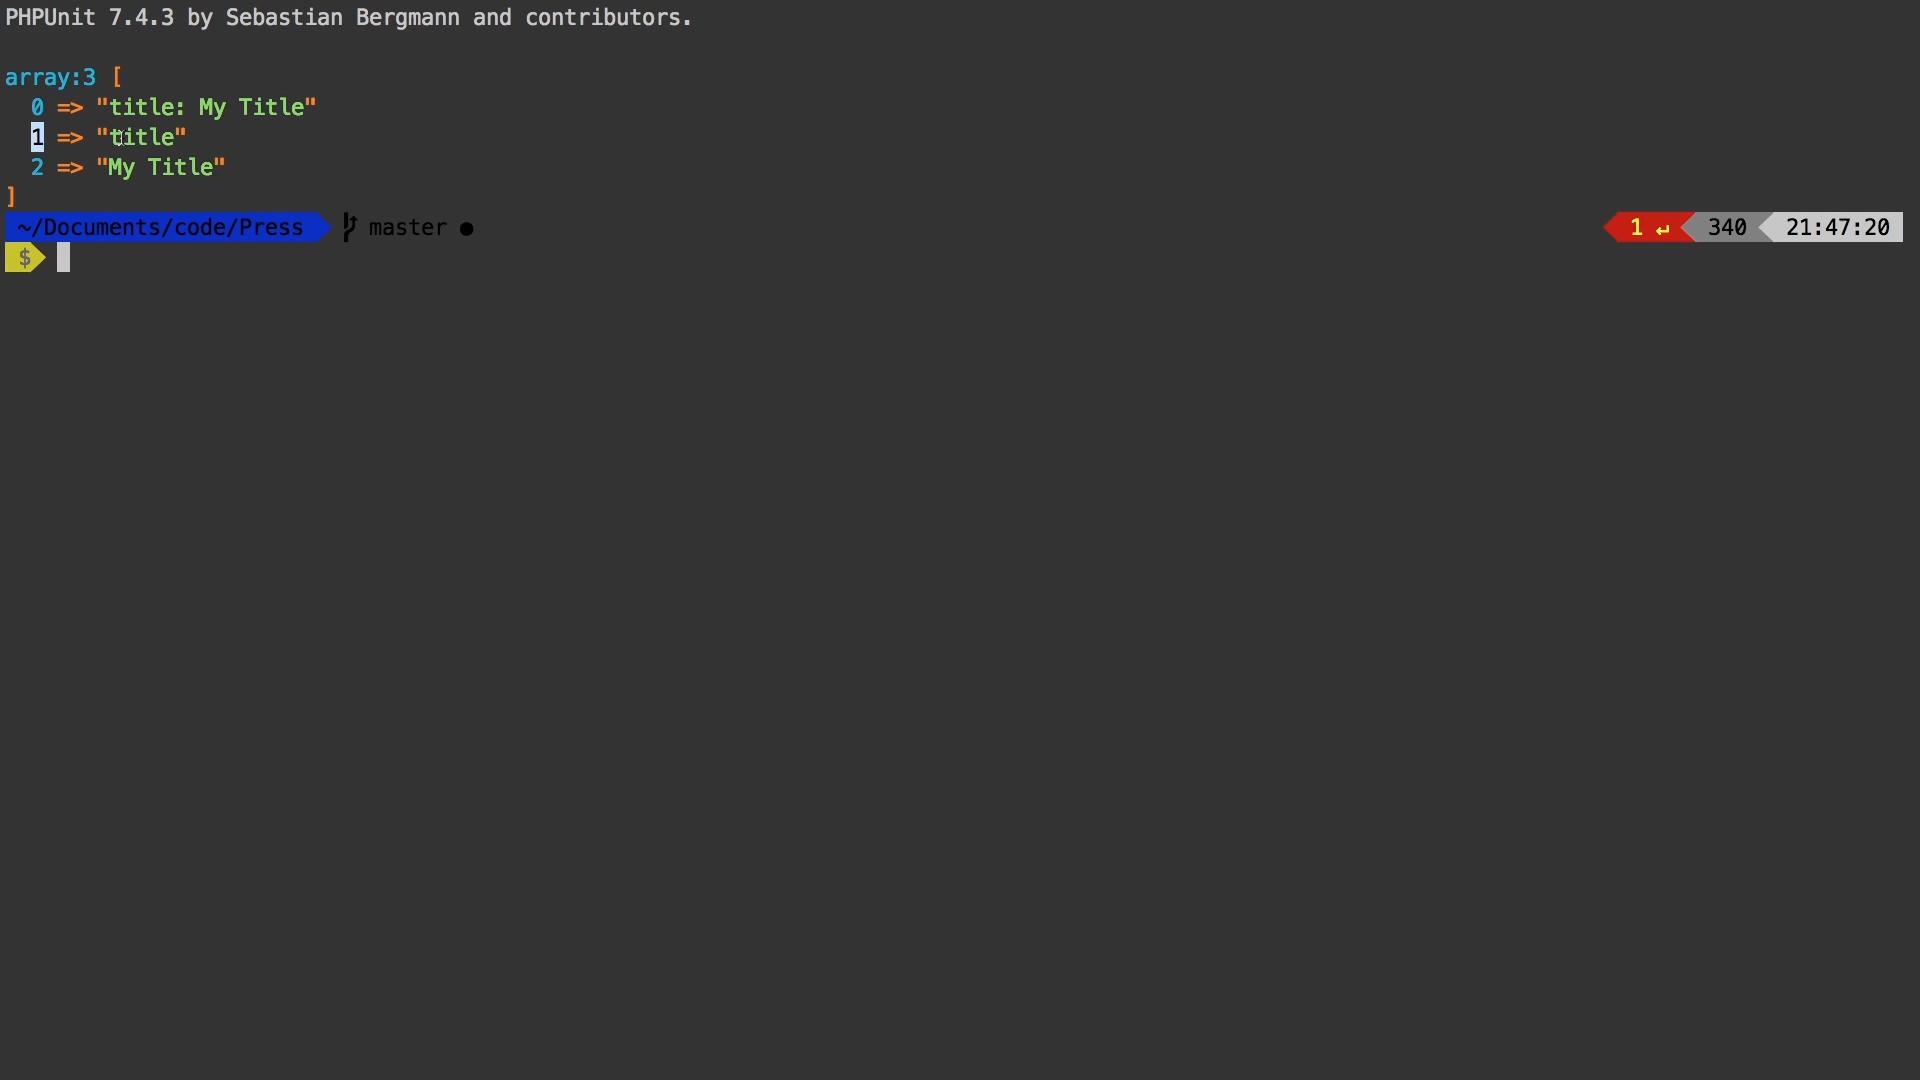 PHPUnit 7.4.3 by Sebastian Bergmann and contributors.
array:3 [
0 => "title: My Title"
1 => "title"
2 => "My Title"
]
~/Documents/code/Press master ● 1 ↵ 340 21:47:20
$